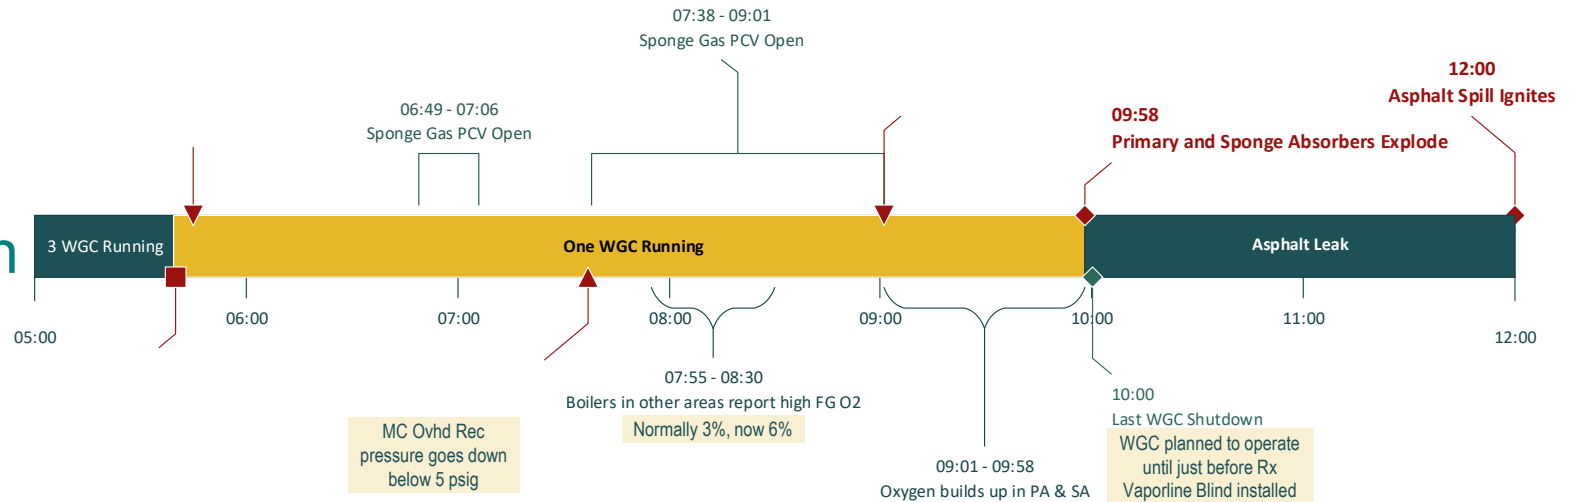 07:38 - 09:01
Sponge Gas PCV Open
06:49 - 07:06
Sponge Gas PCV Open
12:00
Asphalt Spill Ignites
09:58
Primary and Sponge Absorbers Explode
n
3 WGC Running
One WGC Running
Asphalt Leak
05:00
06:00
07:00
08:00
09:00
10:00
11:00
12:00
07:55 - 08:30
Boilers in other areas report high FG O2
Normally 3%, now 6%
MC Ovhd Rec
pressure goes down
below 5 psig
09:01 - 09:58
Oxygen builds up in PA & SA
10:00
Last WGC Shutdown
WGC planned to operate
until just before Rx
Vaporline Blind installed